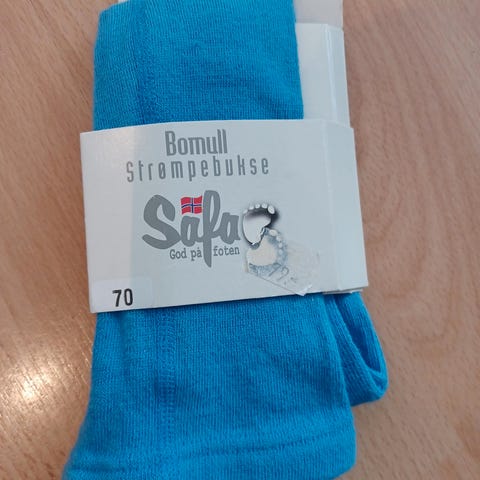 Bomull
Strømpebukse
Safa
God på foten
70